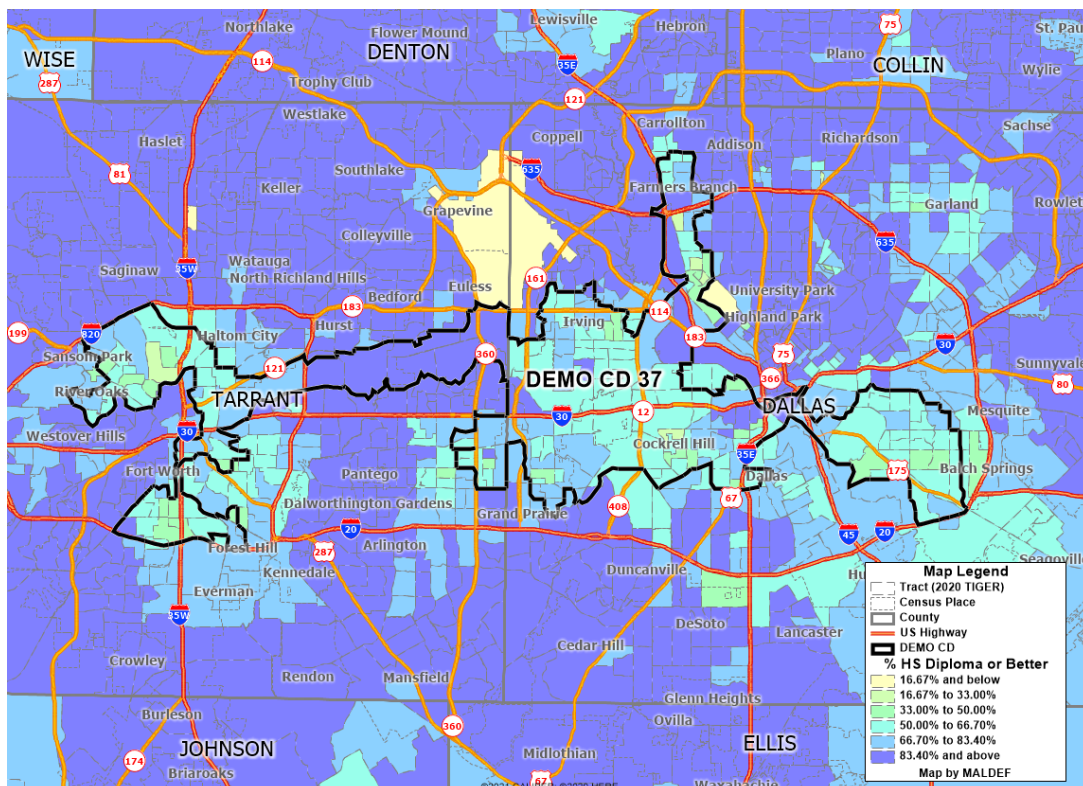 Northlake
Lewisville
Hebron
75
Flower Mound
DENTON
WISE
287
114
35E
Plano
COLLIN
St. Pau
Wylie
Trophy Club
121
Westlake
Carrollton
Coppell
Addison
Richardson
Sachse
Haslet
81
Southlake
635
Keller
Farmers Branch
Grapevine
Garland
Rowlet
Colleyville
635
35W
Watauga
Saginaw
North Richland Hills
161
Euless
University Park
Bedford
183
114
Highland Park
199
820
Halton City
Hurst
Irving
183
30
Sansom Park
360
75
Sunnyvale
121
DEMO CD 37
366
80
River Oaks
TARRANT
DALLAS
Mesquite
30
12
Westover Hills
30
Cockrell Hill
35E
Fort Worth
Pantego
Dallas
175
Balch Springs
Dalworthington Gardens
67
408
Grand Prairie
20
45
20
Forest Hill
287
Arlington
Seagoville
Kennedale
Duncanville
Hu
Everman
35W
DeSoto
Lancaster
Cedar Hill
Crowley
Rendon
Mansfield
Glenn Heights
Burleson
Ovilla
360
JOHNSON
174
ELLIS
Midlothian
Briaroaks
67
Waxahachie
Map Legend
Tract (2020 TIGER)
Census Place
County
US Highway
DEMO CD
% HS Diploma or Better
16.67% and below
16.67% to 33.00%
33.00% to 50.00%
50.00% to 66.70%
66.70% to 83.40%
83.40% and above
Map by MALDEF